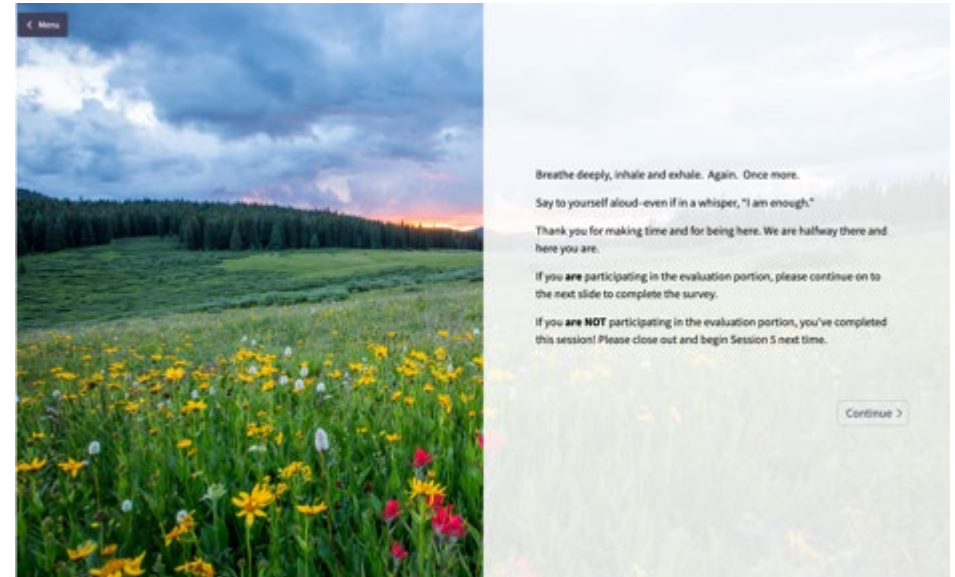 < Menu
Breathe deeply, inhale and exhale. Again. Once more.
Say to yourself aloud–even if in a whisper, "I am enough."
Thank you for making time and for being here. We are halfway there and
here you are.
If you are participating in the evaluation portion, please continue on to
the next slide to complete the survey.
If you are NOT participating in the evaluation portion, you've completed
this session! Please close out and begin Session 5 next time.
Continue >